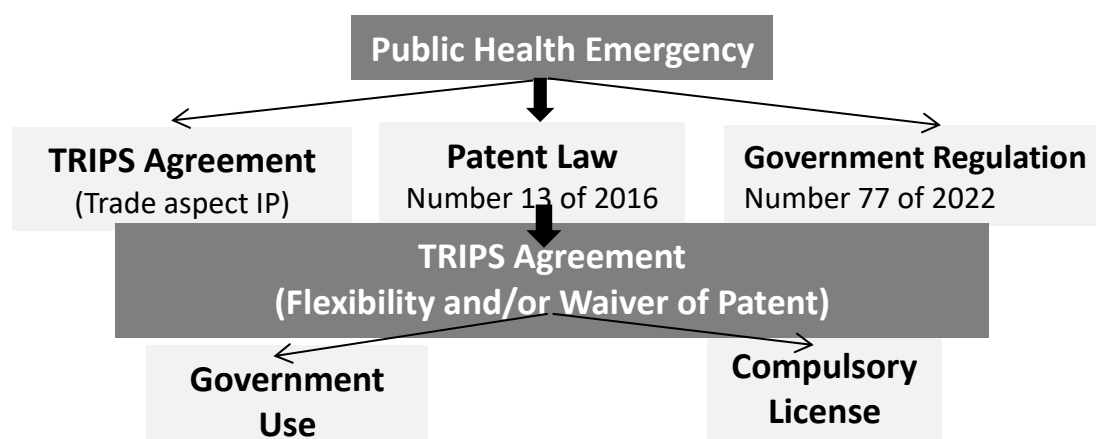 Public Health Emergency
TRIPS Agreement
(Trade aspect IP)
Patent Law
Number 13 of 2016
Government Regulation
Number 77 of 2022
TRIPS Agreement
(Flexibility and/or Waiver of Patent)
Government
Use
Compulsory
License